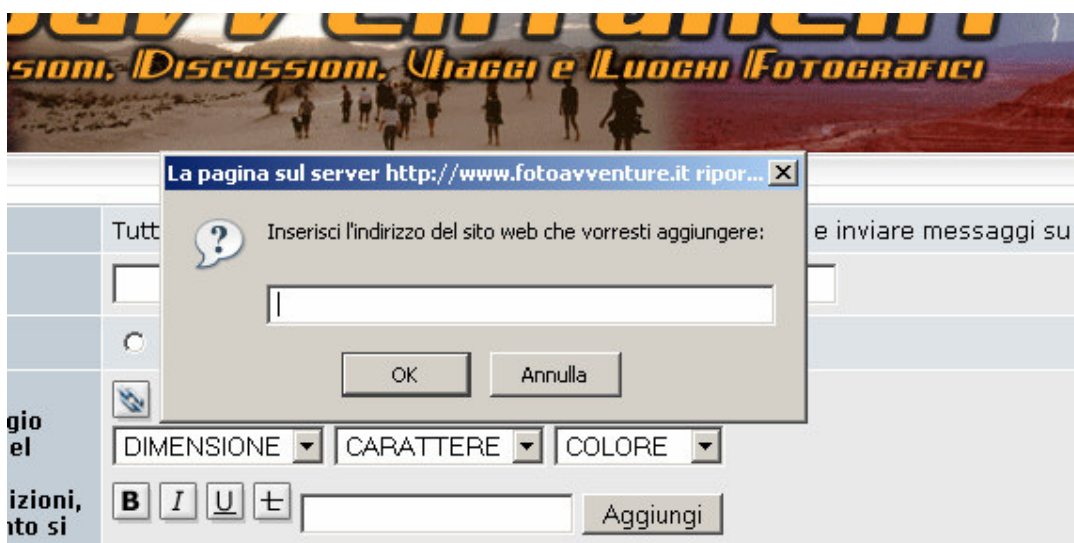 sioni, Discussioni, Viaggi e Luoghi Fotografici
La pagina sul server http://www.fotoavventure.it ripor...
Tutt
Inserisci l'indirizzo del sito web che vorresti aggiungere:
e inviare messaggi su
OK
Annulla
gio
el
DIMENSIONE
CARATTERE
COLORE
izioni,
nto si
B
I
U
t
Aggiungi